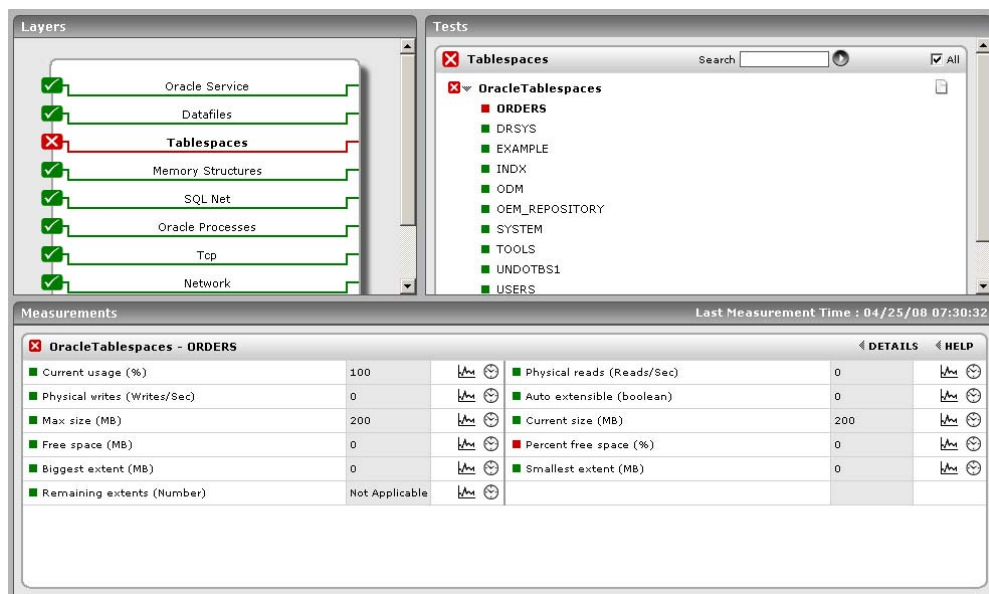 Layers
Oracle Service
Datafiles
Tablespaces
Memory Structures
SQL Net
Oracle Processes
Tcp
Network
Tests
Tablespaces Search All
OracleTablespaces
ORDERS
DRSYS
EXAMPLE
INDX
ODM
OEM_REPOSITORY
SYSTEM
TOOLS
UNDOTBS1
USERS
Measurements Last Measurement Time : 04/25/08 07:30:32
OracleTablespaces - ORDERS DETAILS HELP
Current usage (%) 100 Physical reads (Reads/Sec) 0
Physical writes (Writes/Sec) 0 Auto extensible (boolean) 0
Max size (MB) 200 Current size (MB) 200
Free space (MB) 0 Percent free space (%) 0
Biggest extent (MB) 0 Smallest extent (MB) 0
Remaining extents (Number) Not Applicable